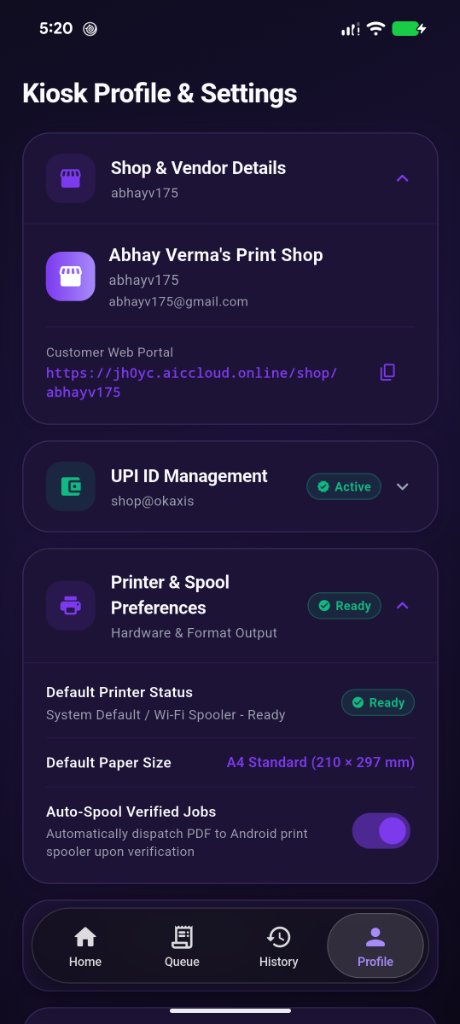 5:20
Kiosk Profile & Settings
Shop & Vendor Details
abhayv175
Abhay Verma's Print Shop
abhayv175
abhayv175@gmail.com
Customer Web Portal
https://jh0yc.aiccloud.online/shop/
abhayv175
UPI ID Management
shop@okaxis
Active
Printer & Spool
Preferences
Hardware & Format Output
Ready
Default Printer Status
System Default / Wi-Fi Spooler - Ready
Ready
Default Paper Size
A4 Standard (210 × 297 mm)
Auto-Spool Verified Jobs
Automatically dispatch PDF to Android print
spooler upon verification
Home
Queue
History
Profile